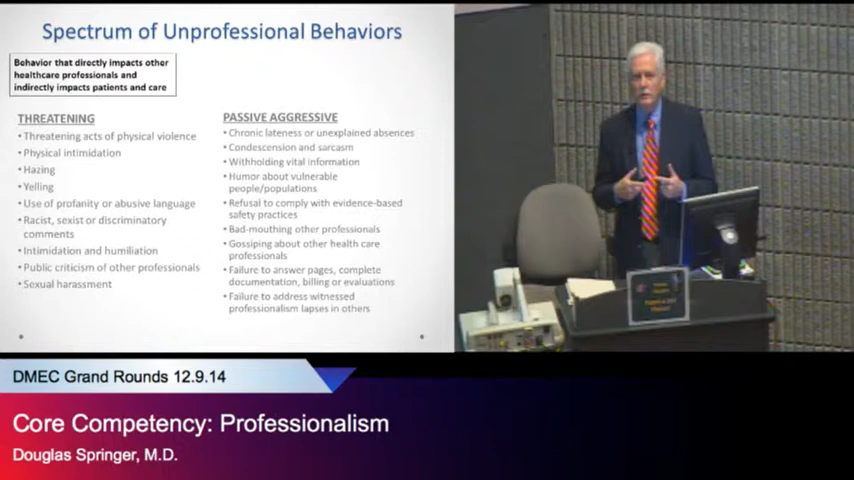 Spectrum of Unprofessional Behaviors
Behavior that directly impacts other
healthcare professionals and
indirectly impacts patients and care
THREATENING
• Threatening acts of physical violence
• Physical intimidation
• Hazing
• Yelling
• Use of profanity or abusive language
• Racist, sexist or discriminatory
comments
• Intimidation and humiliation
• Public criticism of other professionals
• Sexual harassment
PASSIVE AGGRESSIVE
• Chronic lateness or unexplained absences
• Condescension and sarcasm
• Withholding vital information
• Humor about vulnerable
people/populations
• Refusal to comply with evidence-based
safety practices
• Bad-mouthing other professionals
• Gossiping about other health care
professionals
• Failure to answer pages, complete
documentation, billing or evaluations
• Failure to address witnessed
professionalism lapses in others
DMEC Grand Rounds 12.9.14
Core Competency: Professionalism
Douglas Springer, M.D.